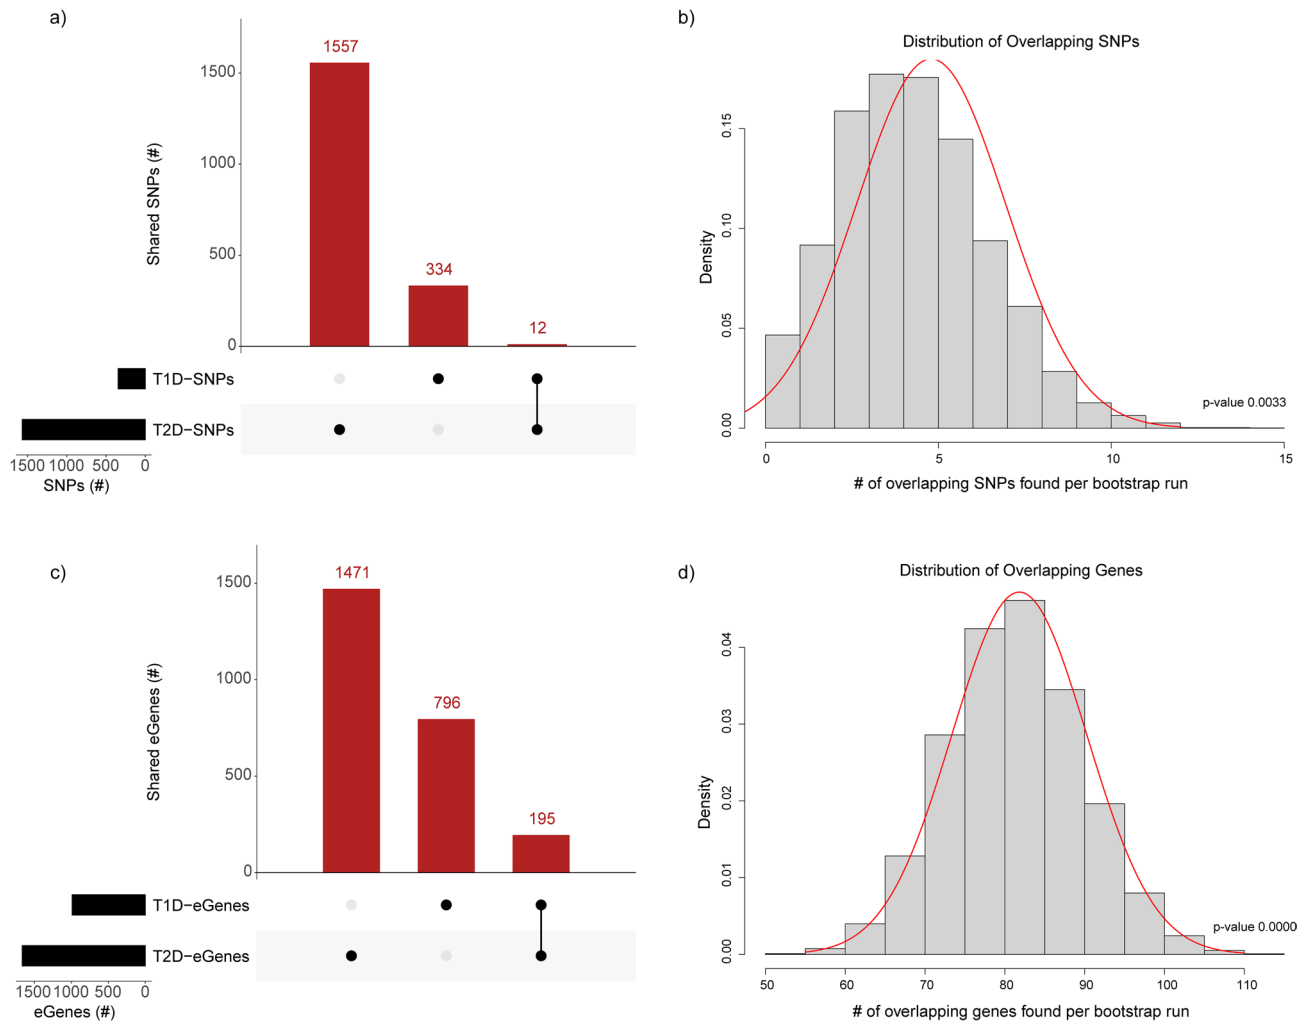 a)
1557
1500
1000
500
0
334
12
Shared SNPs (#)
T1D−SNPs
T2D−SNPs
1500 1000 500 0
SNPs (#)
b)
Distribution of Overlapping SNPs
Density
0.15
0.10
0.05
0.00
p-value 0.0033
0 5 10 15
# of overlapping SNPs found per bootstrap run
c)
1471
1500
1000
500
0
796
195
Shared eGenes (#)
T1D−eGenes
T2D−eGenes
1500 1000 500 0
eGenes (#)
d)
Distribution of Overlapping Genes
Density
0.04
0.03
0.02
0.01
0.00
p-value 0.0000
50 60 70 80 90 100 110
# of overlapping genes found per bootstrap run